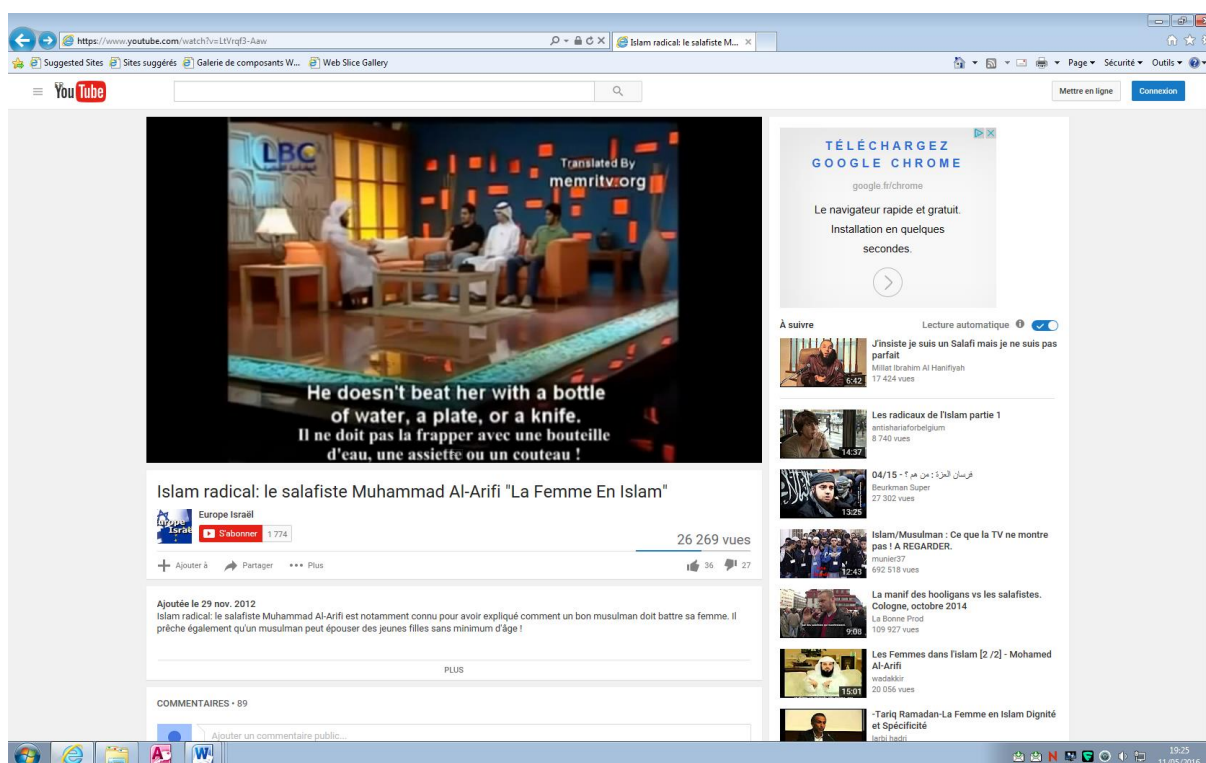 https://www.youtube.com/watch?v=LtVrqf3-Aaw
Islam radical: le salafiste M...
Suggested Sites
Sites suggérés
Galerie de composants W...
Web Slice Gallery
Page
Sécurité
Outils
You Tube
Mettre en ligne
Connexion
LBC
Translated By
memritv.org
He doesn't beat her with a bottle
of water, a plate, or a knife.
Il ne doit pas la frapper avec une bouteille
d'eau, une assiette ou un couteau !
Islam radical: le salafiste Muhammad Al-Arifi "La Femme En Islam"
Europe Israël
S'abonner 1 774
26 269 vues
Ajouter à
Partager
Plus
36
27
Ajoutée le 29 nov. 2012
Islam radical: le salafiste Muhammad Al-Arifi est notamment connu pour avoir expliqué comment un bon musulman doit battre sa femme. Il
prêche également qu'un musulman peut épouser des jeunes filles sans minimum d'âge !
PLUS
COMMENTAIRES • 89
Ajouter un commentaire public...
TÉLÉCHARGEZ
GOOGLE CHROME
google.fr/chrome
Le navigateur rapide et gratuit.
Installation en quelques
secondes.
À suivre
Lecture automatique
J'insiste je suis un Salafi mais je ne suis pas
parfait
Millat Ibrahim Al Hanifiyah
17 424 vues
6:42
Les radicaux de l'Islam partie 1
antishariaforbelgium
8 740 vues
14:37
فرسان العزة : من هم ؟ - 04/15
Beurkman Super
27 302 vues
13:25
Islam/Musulman : Ce que la TV ne montre
pas ! A REGARDER.
munier37
692 518 vues
12:43
La manif des hooligans vs les salafistes.
Cologne, octobre 2014
La Bonne Prod
109 927 vues
9:08
Les Femmes dans l'islam [2 /2] - Mohamed
Al-Arifi
wadakkir
20 056 vues
15:01
-Tariq Ramadan-La Femme en Islam Dignité
et Spécificité
larbi hadri
19:25
11/05/2016